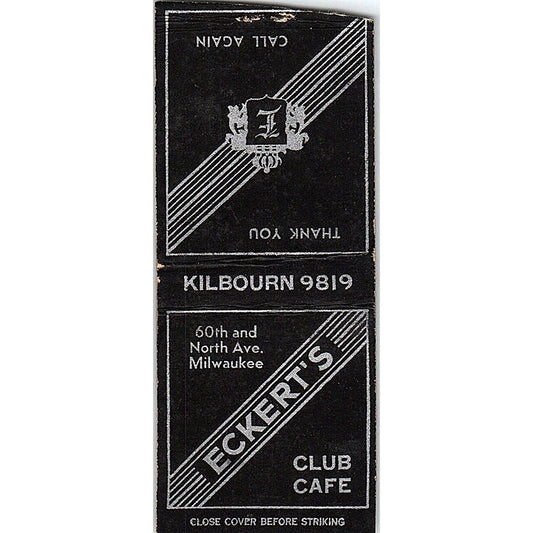 CALL AGAIN
THANK YOU
KILBOURN 9819
60th and
North Ave.
Milwaukee
ECKERT'S
CLUB
CAFE
CLOSE COVER BEFORE STRIKING